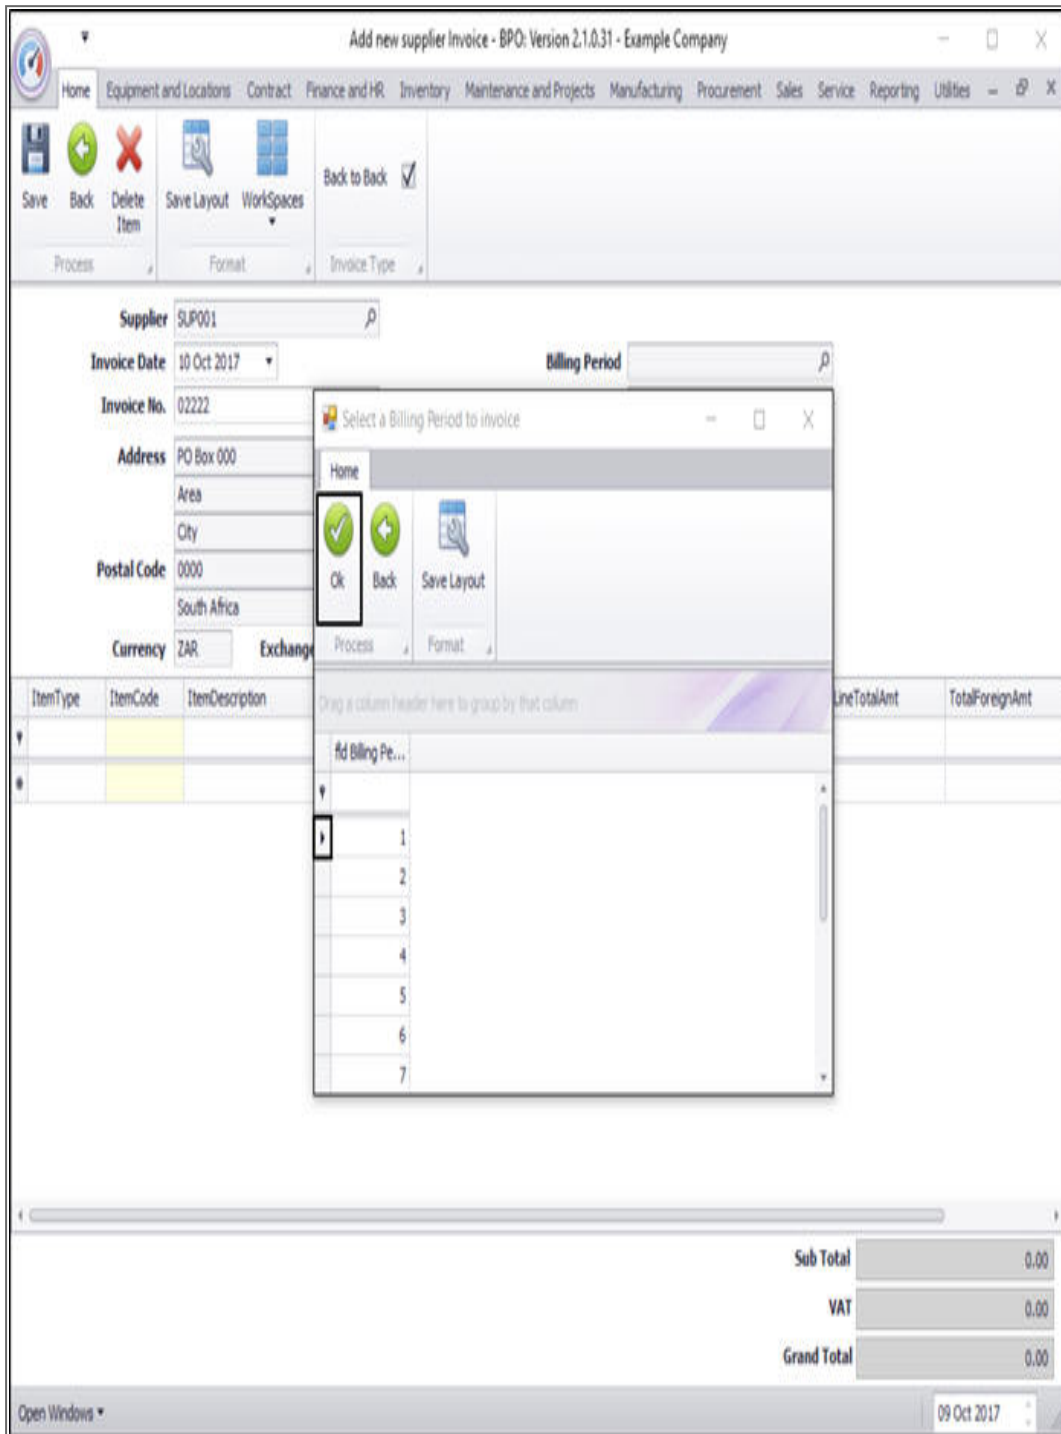 Add new supplier Invoice - BPO: Version 2.1.0.31 - Example Company
Home Equipment and Locations Contract Finance and HR Inventory Maintenance and Projects Manufacturing Procurement Sales Service Reporting Utilities
Save Back Delete Item Save Layout WorkSpaces Back to Back
Process Format Invoice Type
Supplier SUP001
Invoice Date 10 Oct 2017 Billing Period
Invoice No. 02222
Address PO Box 000
Area
City
Postal Code 0000
South Africa
Currency ZAR Exchange
ItemType ItemCode ItemDescription LineTotalAmt TotalForeignAmt
Select a Billing Period to invoice
Home
Ok Back Save Layout
Process Format
Drag a column header here to group by that column
fld Billing Pe...
1
2
3
4
5
6
7
Sub Total 0.00
VAT 0.00
Grand Total 0.00
Open Windows 09 Oct 2017